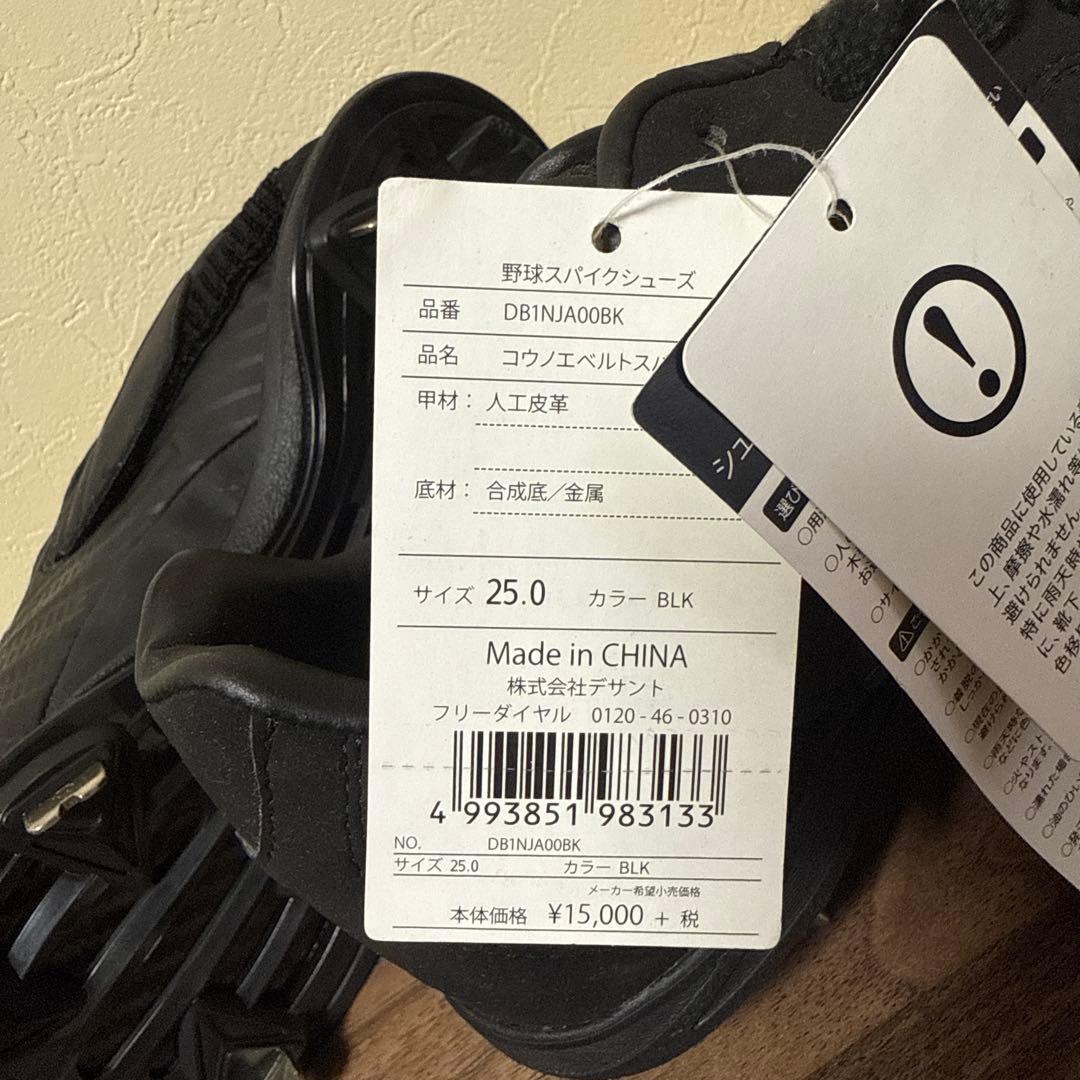 野球スパイクシューズ
品番 DB1NJA00BK
品名 コウノエベルトスパ
甲材： 人工皮革
底材： 合成底／金属
サイズ 25.0 カラー BLK
Made in CHINA
株式会社デサント
フリーダイヤル 0120-46-0310
4 993851 983133
NO. DB1NJA00BK
サイズ 25.0 カラー BLK
メーカー希望小売価格
本体価格 ¥15,000 + 税
この商品に使用している
上、摩擦や水濡れ等
避けられません。
特に雨天時
に、靴下
色移
シュ
選び